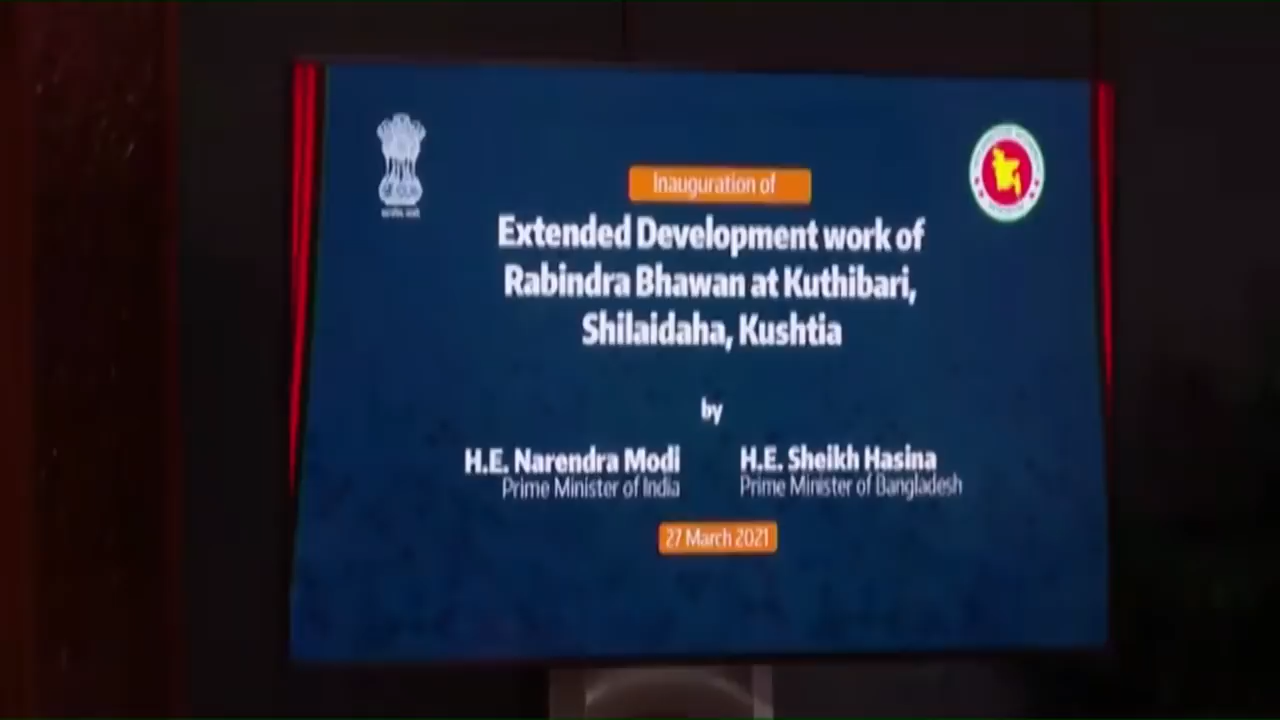 Inauguration of
Extended Development work of
Rabindra Bhawan at Kuthibari,
Shilaidaha, Kushtia
by
H.E. Narendra Modi
Prime Minister of India
H.E. Sheikh Hasina
Prime Minister of Bangladesh
27 March 2021